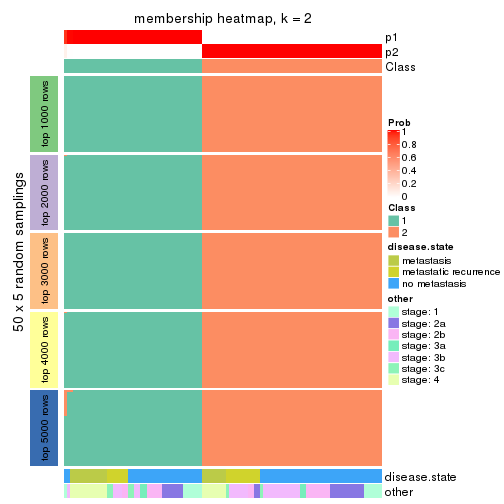 membership heatmap, k = 2
p1
p2
Class
50 x 5 random samplings
top 1000 rows
top 2000 rows
top 3000 rows
top 4000 rows
top 5000 rows
Prob
1
0.8
0.6
0.4
0.2
0
Class
1
2
disease.state
metastasis
metastatic recurrence
no metastasis
other
stage: 1
stage: 2a
stage: 2b
stage: 3a
stage: 3b
stage: 3c
stage: 4
disease.state
other